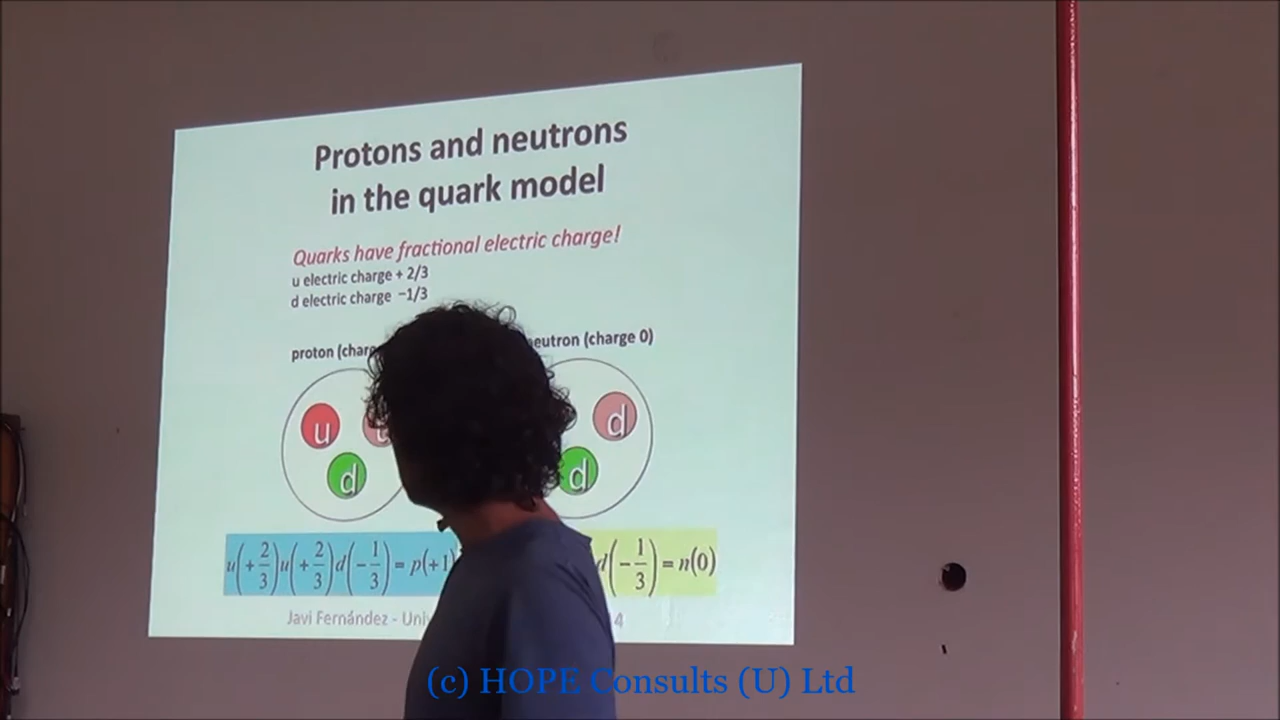 Protons and neutrons
in the quark model
Quarks have fractional electric charge!
u electric charge + 2/3
d electric charge −1/3
proton (charg
eutron (charge 0)
u
d
d
d
u(+2/3)u(+2/3)d(−1/3) = p(+1)
d(−1/3) = n(0)
Javi Fernández - Uni
4
(c) HOPE Consults (U) Ltd